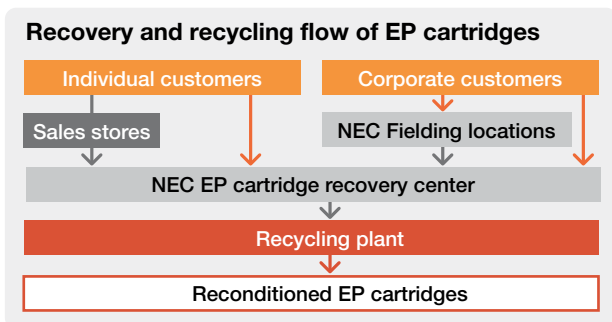 Recovery and recycling flow of EP cartridges
Individual customers
Corporate customers
Sales stores
NEC Fielding locations
NEC EP cartridge recovery center
Recycling plant
Reconditioned EP cartridges